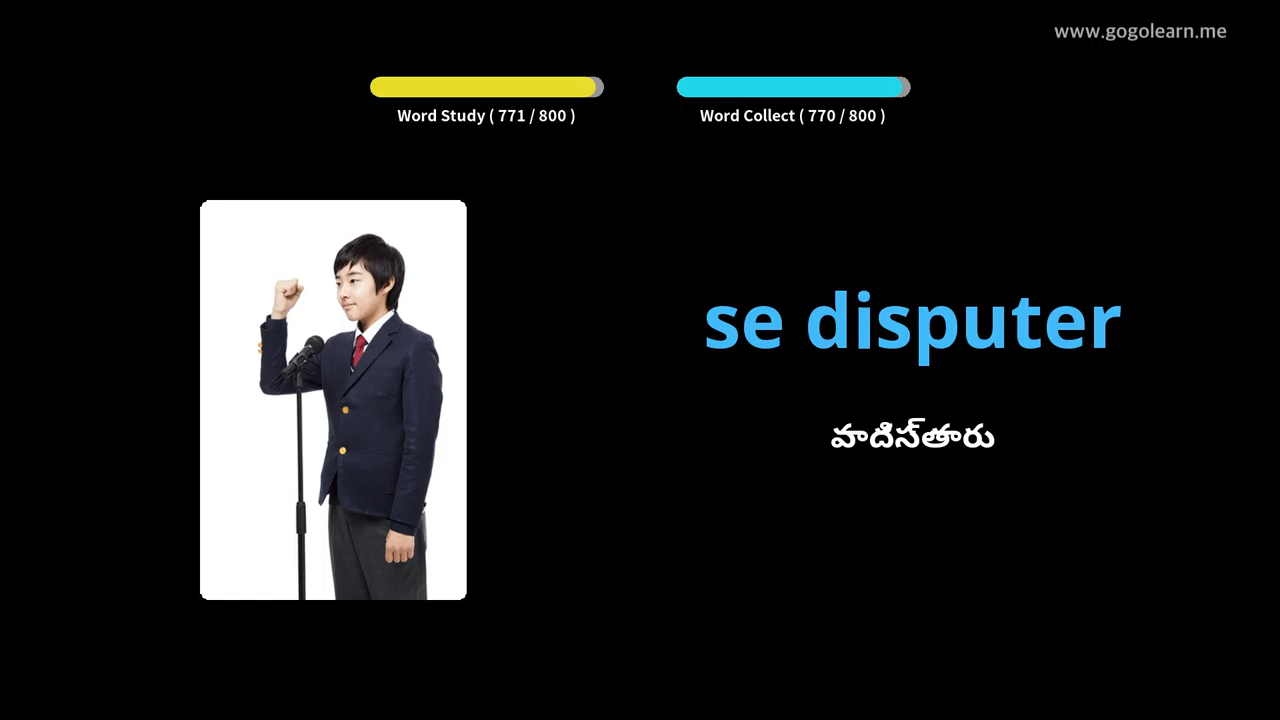 www.gogolearn.me
Word Study ( 771 / 800 )
Word Collect ( 770 / 800 )
se disputer
వాదిస్‌తారు